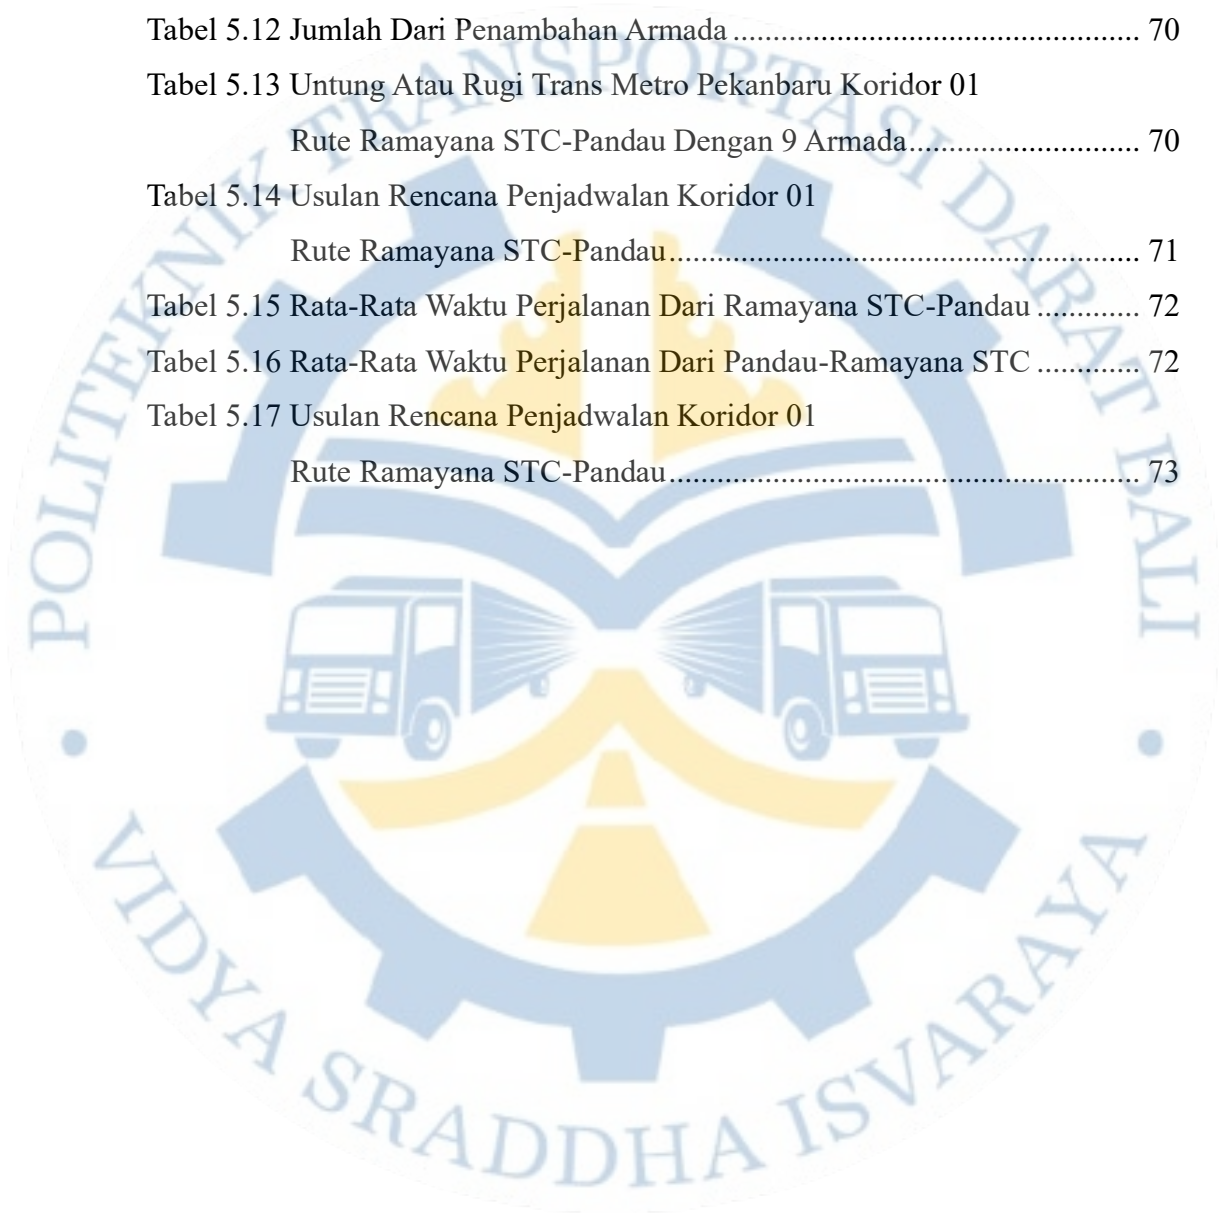 Tabel 5.12 Jumlah Dari Penambahan Armada .................................................... 70
Tabel 5.13 Untung Atau Rugi Trans Metro Pekanbaru Koridor 01
Rute Ramayana STC-Pandau Dengan 9 Armada............................. 70
Tabel 5.14 Usulan Rencana Penjadwalan Koridor 01
Rute Ramayana STC-Pandau............................................................ 71
Tabel 5.15 Rata-Rata Waktu Perjalanan Dari Ramayana STC-Pandau ............. 72
Tabel 5.16 Rata-Rata Waktu Perjalanan Dari Pandau-Ramayana STC ............. 72
Tabel 5.17 Usulan Rencana Penjadwalan Koridor 01
Rute Ramayana STC-Pandau............................................................ 73
POLITEKNIK TRANSPORTASI DARAT BALI
• VIDYA SRADDHA ISVARAYA •